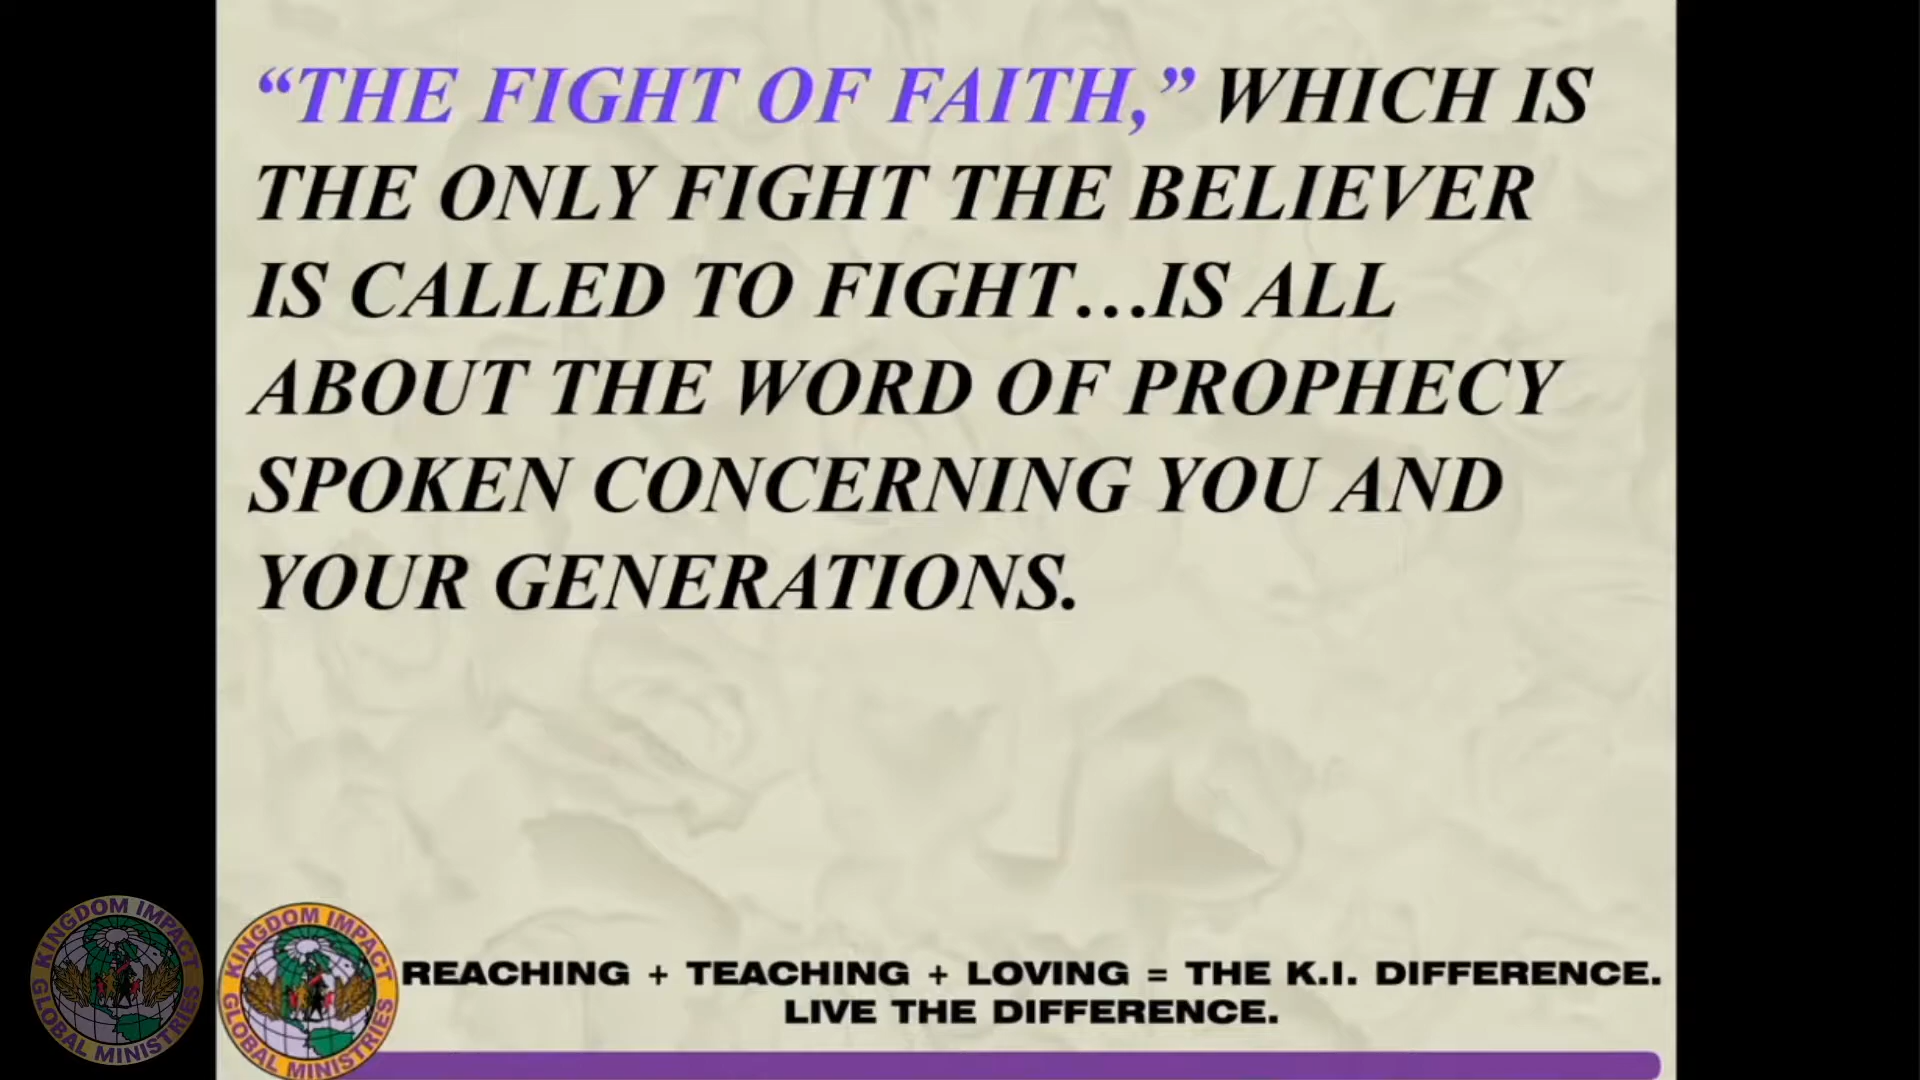 “THE FIGHT OF FAITH,” WHICH IS
THE ONLY FIGHT THE BELIEVER
IS CALLED TO FIGHT…IS ALL
ABOUT THE WORD OF PROPHECY
SPOKEN CONCERNING YOU AND
YOUR GENERATIONS.
KINGDOM IMPACT
GLOBAL MINISTRIES
KINGDOM IMPACT
GLOBAL MINISTRIES
REACHING + TEACHING + LOVING = THE K.I. DIFFERENCE.
LIVE THE DIFFERENCE.